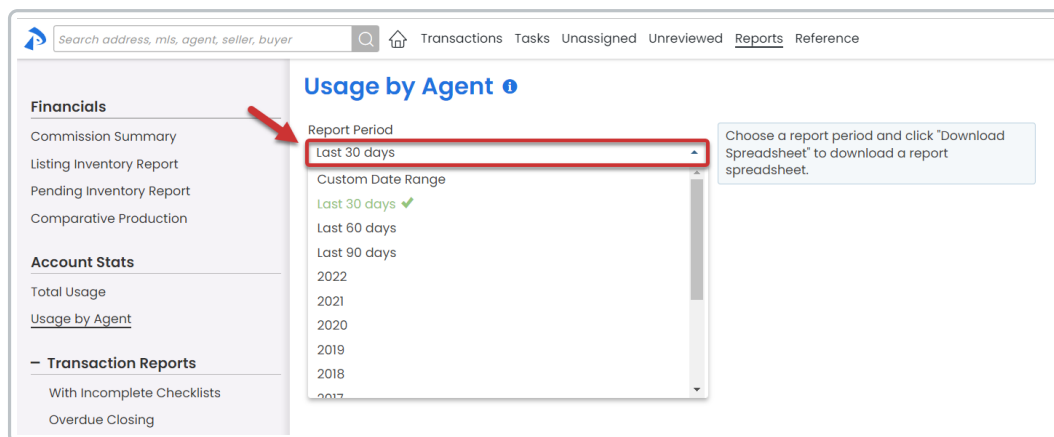 Search address, mls, agent, seller, buyer
Transactions Tasks Unassigned Unreviewed Reports Reference
Financials
Commission Summary
Listing Inventory Report
Pending Inventory Report
Comparative Production
Account Stats
Total Usage
Usage by Agent
– Transaction Reports
With Incomplete Checklists
Overdue Closing
Usage by Agent
Report Period
Last 30 days
Custom Date Range
Last 30 days
Last 60 days
Last 90 days
2022
2021
2020
2019
2018
2017
Choose a report period and click "Download
Spreadsheet" to download a report
spreadsheet.